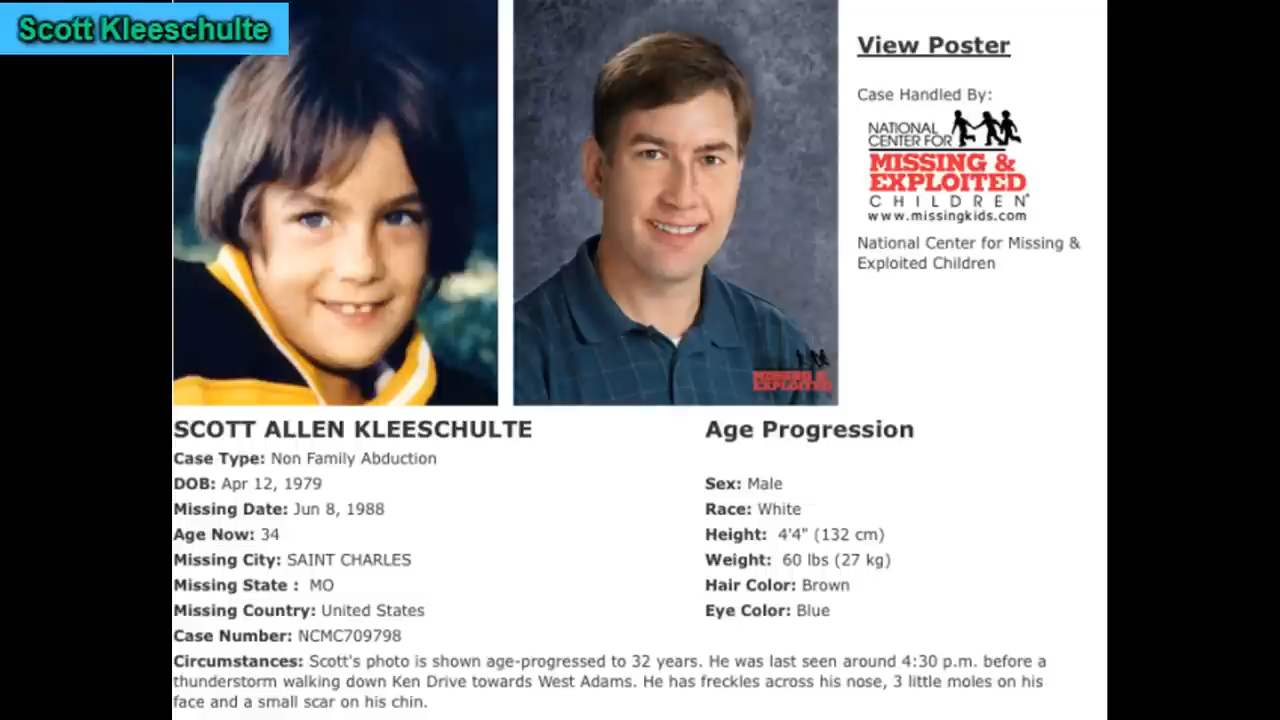 Scott Kleeschulte
View Poster
Case Handled By:
NATIONAL
CENTER FOR
MISSING &
EXPLOITED
CHILDREN®
www.missingkids.com
National Center for Missing &
Exploited Children
MISSING &
EXPLOITED
SCOTT ALLEN KLEESCHULTE
Case Type: Non Family Abduction
DOB: Apr 12, 1979
Missing Date: Jun 8, 1988
Age Now: 34
Missing City: SAINT CHARLES
Missing State : MO
Missing Country: United States
Case Number: NCMC709798
Age Progression
Sex: Male
Race: White
Height: 4'4" (132 cm)
Weight: 60 lbs (27 kg)
Hair Color: Brown
Eye Color: Blue
Circumstances: Scott's photo is shown age-progressed to 32 years. He was last seen around 4:30 p.m. before a
thunderstorm walking down Ken Drive towards West Adams. He has freckles across his nose, 3 little moles on his
face and a small scar on his chin.